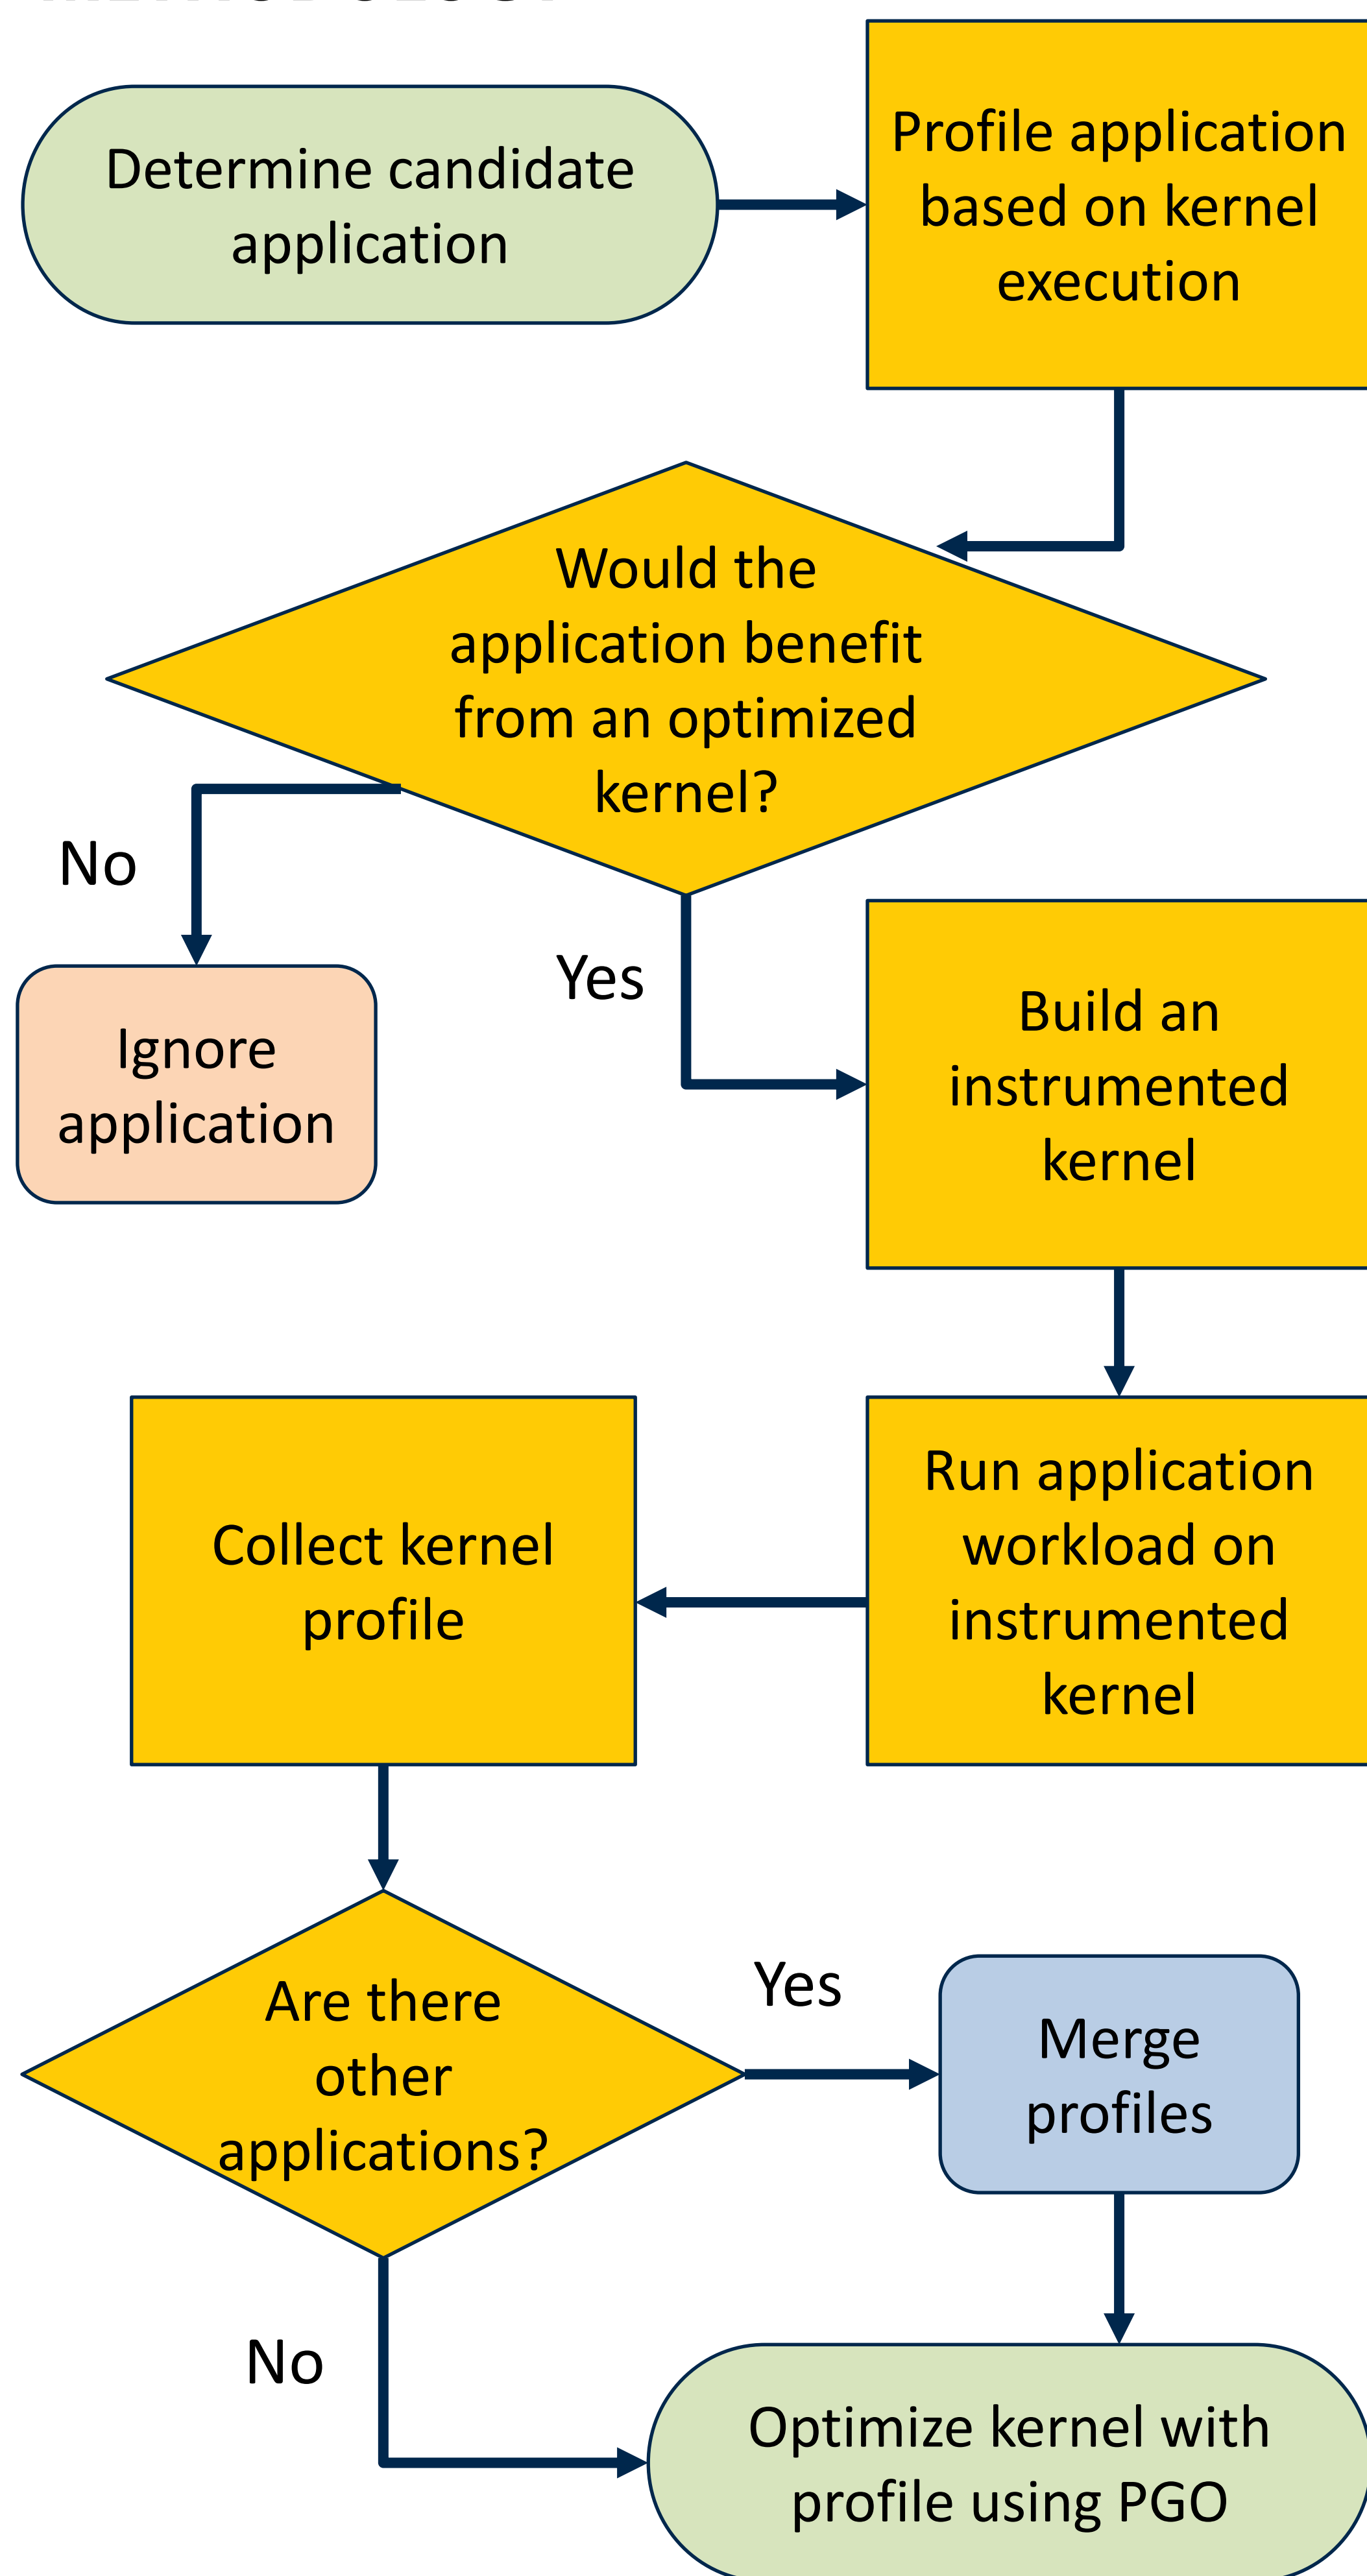 Determine candidate
application
Profile application
based on kernel
execution
Would the
application benefit
from an optimized
kernel?
No
Yes
Ignore
application
Build an
instrumented
kernel
Run application
workload on
instrumented
kernel
Collect kernel
profile
Are there
other
applications?
Yes
Merge
profiles
No
Optimize kernel with
profile using PGO